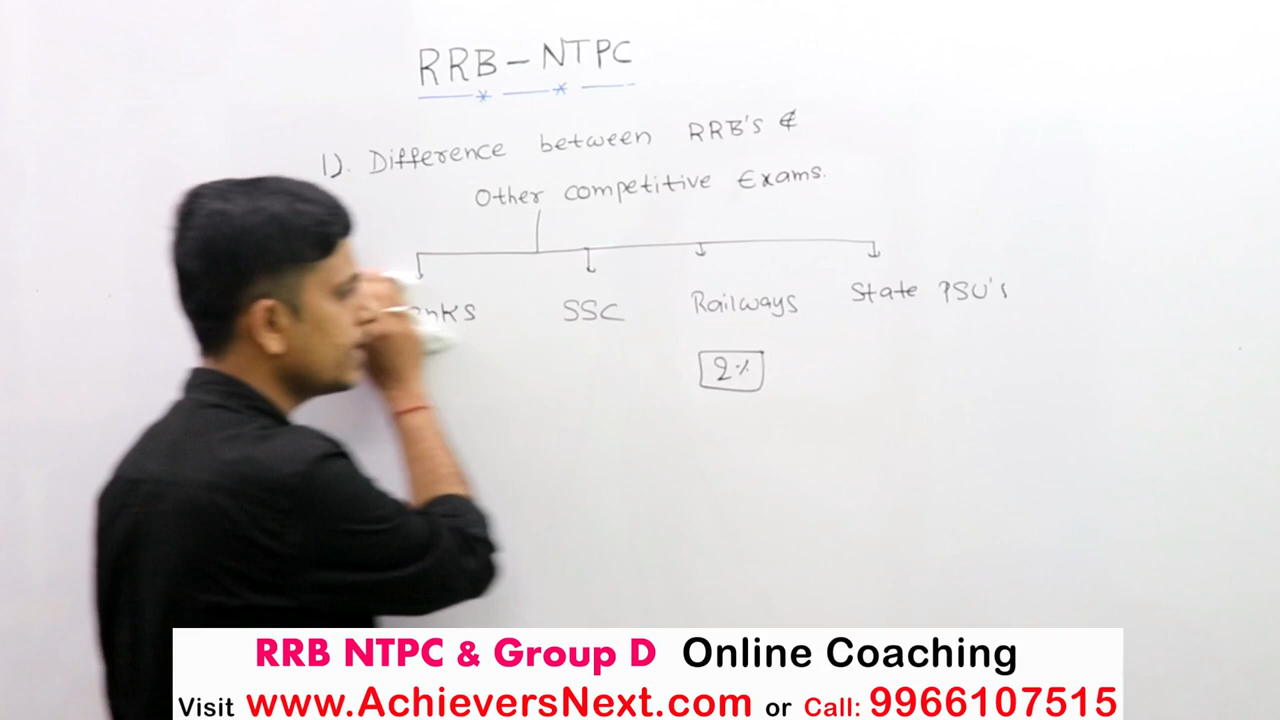 RRB - NTPC
1). Difference between RRB's &
Other competitive Exams.
SSC Railways State PSU's
2%
RRB NTPC & Group D Online Coaching
Visit www.AchieversNext.com or Call: 9966107515